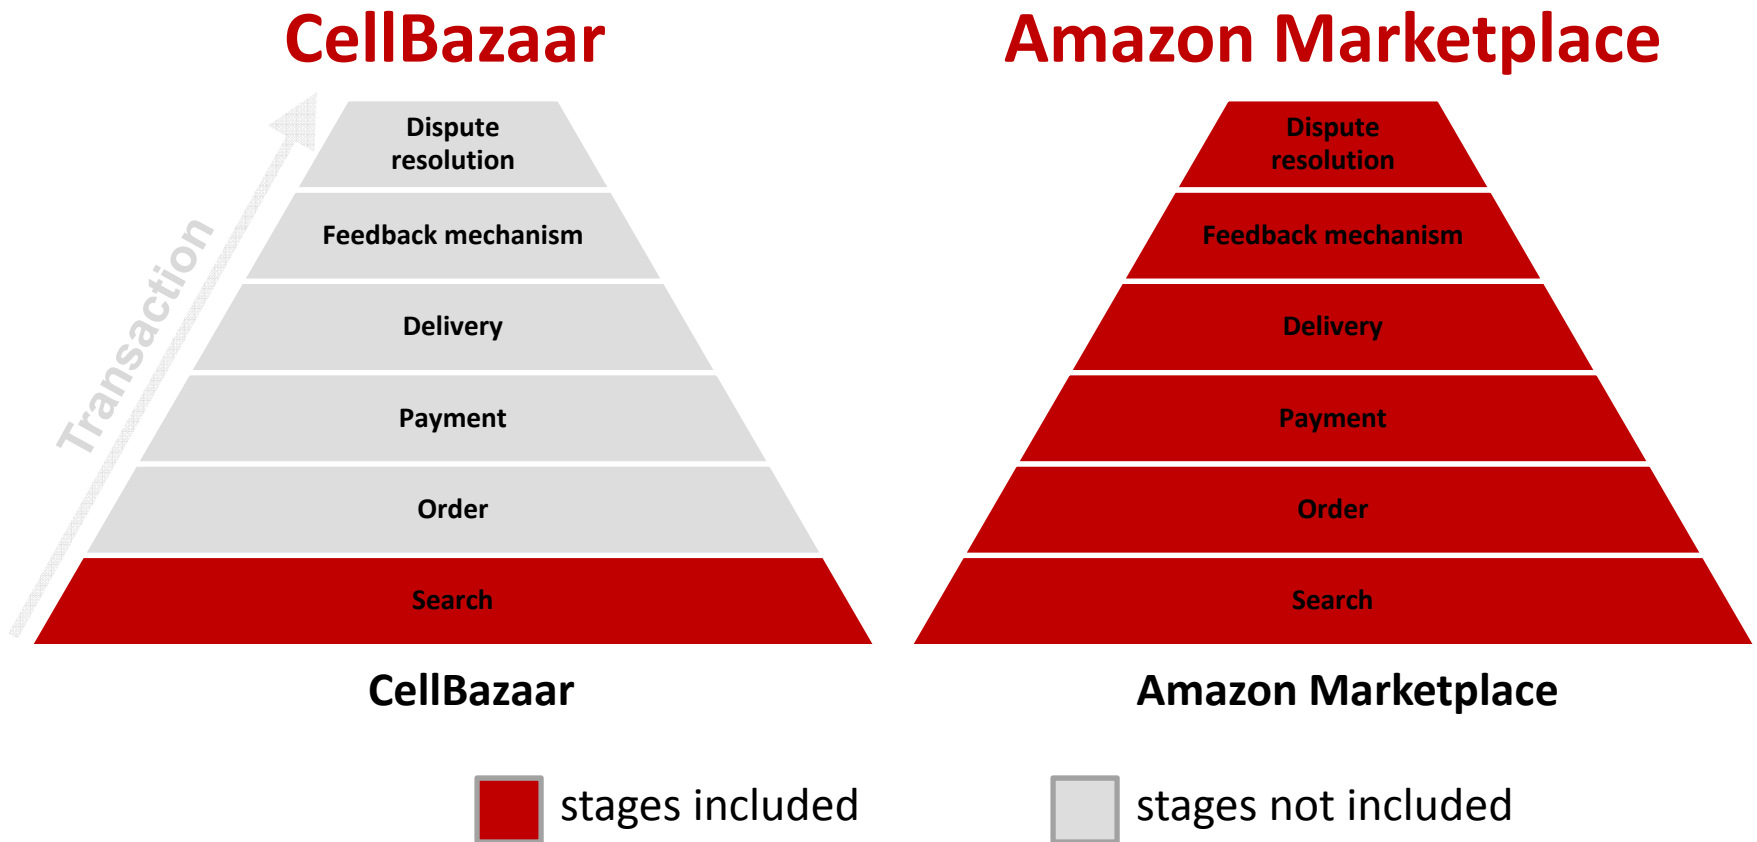 CellBazaar
Amazon Marketplace
Transaction
Dispute
resolution
Feedback mechanism
Delivery
Payment
Order
Search
CellBazaar
Dispute
resolution
Feedback mechanism
Delivery
Payment
Order
Search
Amazon Marketplace
stages included
stages not included